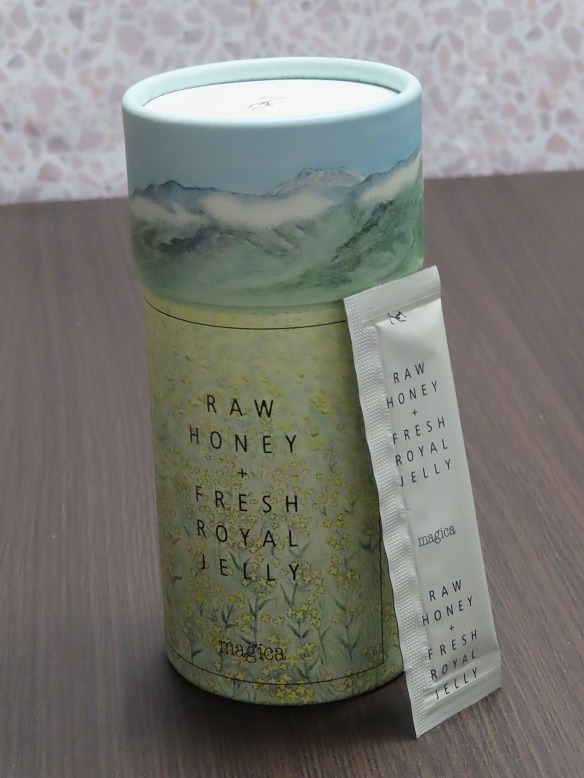 RAW
HONEY
+
FRESH
ROYAL
JELLY
magica
RAW
HONEY
+
FRESH
ROYAL
JELLY
magica
RAW
HONEY
+
FRESH
ROYAL
JELLY